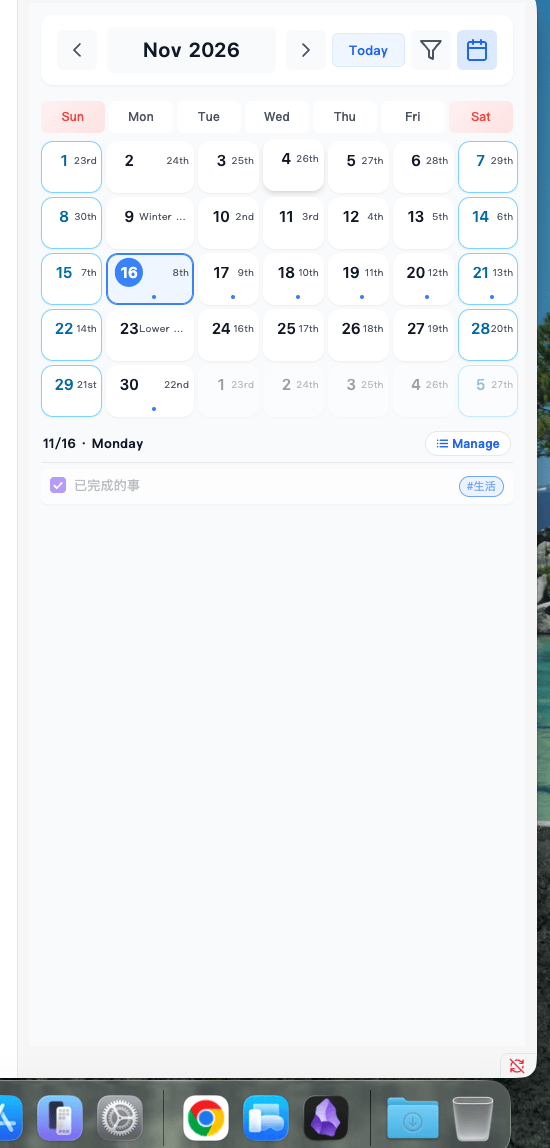 Nov 2026 Today
Sun Mon Tue Wed Thu Fri Sat
1 23rd 2 24th 3 25th 4 26th 5 27th 6 28th 7 29th
8 30th 9 Winter ... 10 2nd 11 3rd 12 4th 13 5th 14 6th
15 7th 16 8th 17 9th 18 10th 19 11th 20 12th 21 13th
22 14th 23 Lower ... 24 16th 25 17th 26 18th 27 19th 28 20th
29 21st 30 22nd 1 23rd 2 24th 3 25th 4 26th 5 27th
11/16 · Monday Manage
已完成的事 #生活